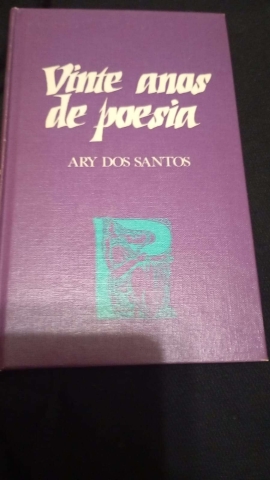 Vinte anos
de poesia
ARY DOS SANTOS